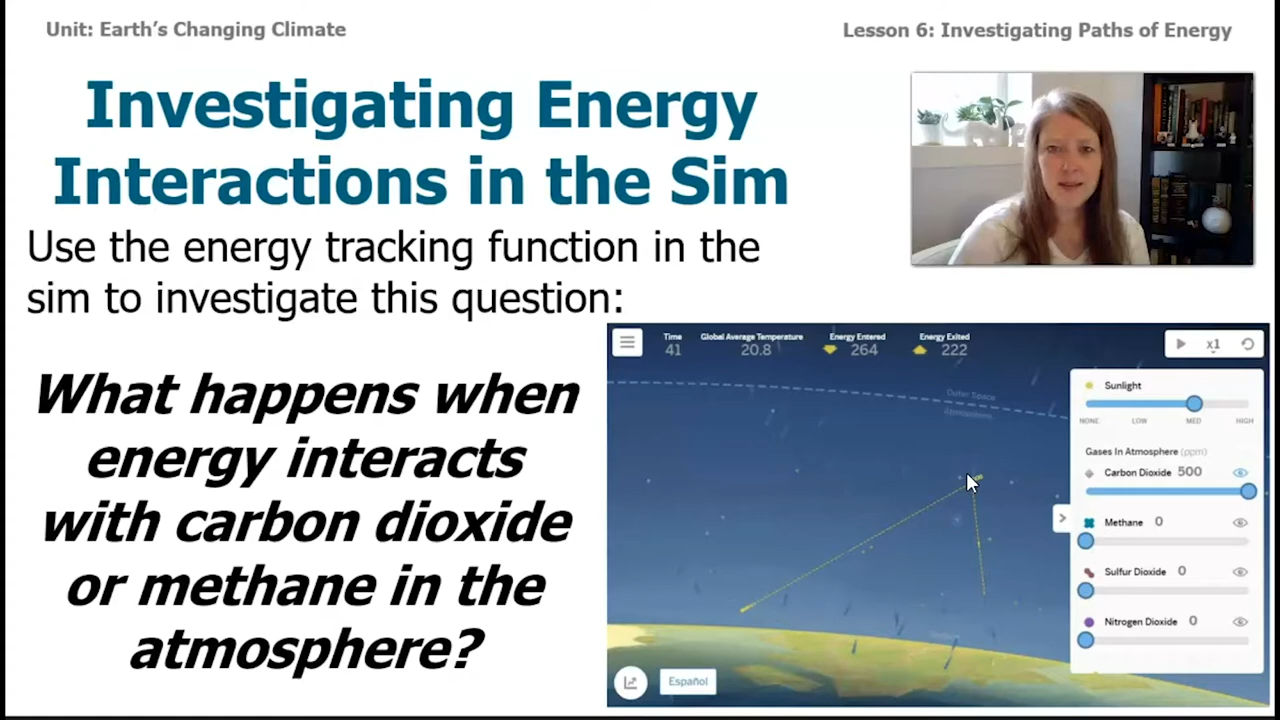 Unit: Earth's Changing Climate
Lesson 6: Investigating Paths of Energy
Investigating Energy
Interactions in the Sim
Use the energy tracking function in the
sim to investigate this question:
What happens when
energy interacts
with carbon dioxide
or methane in the
atmosphere?
Time
41
Global Average Temperature
20.8
Energy Entered
264
Energy Exited
222
x1
Outer Space
Atmosphere
Sunlight
NONE LOW MED HIGH
Gases In Atmosphere (ppm)
Carbon Dioxide 500
Methane 0
Sulfur Dioxide 0
Nitrogen Dioxide 0
Español